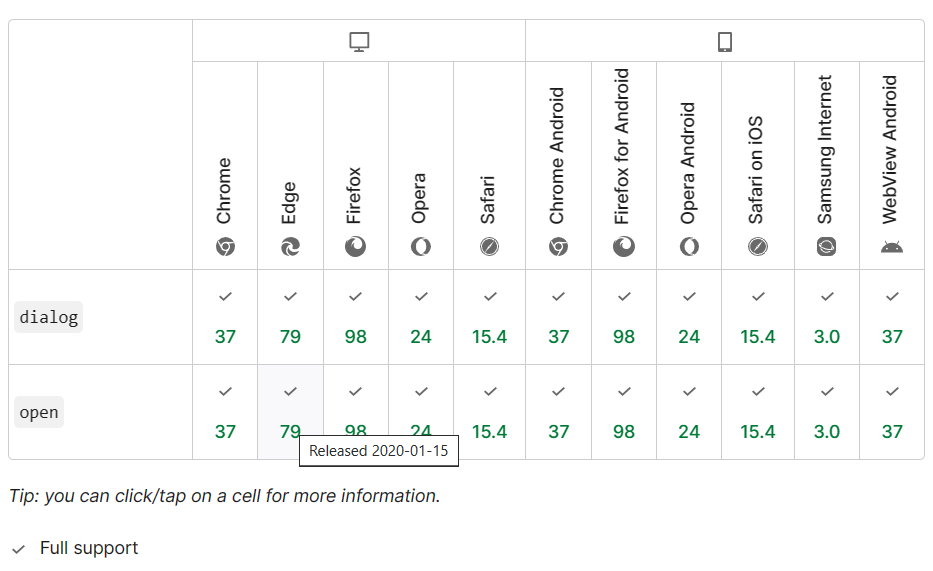 Chrome
Edge
Firefox
Opera
Safari
Chrome Android
Firefox for Android
Opera Android
Safari on iOS
Samsung Internet
WebView Android
dialog
37 79 98 24 15.4 37 98 24 15.4 3.0 37
open
37 79 98 24 15.4 37 98 24 15.4 3.0 37
Released 2020-01-15
Tip: you can click/tap on a cell for more information.
Full support